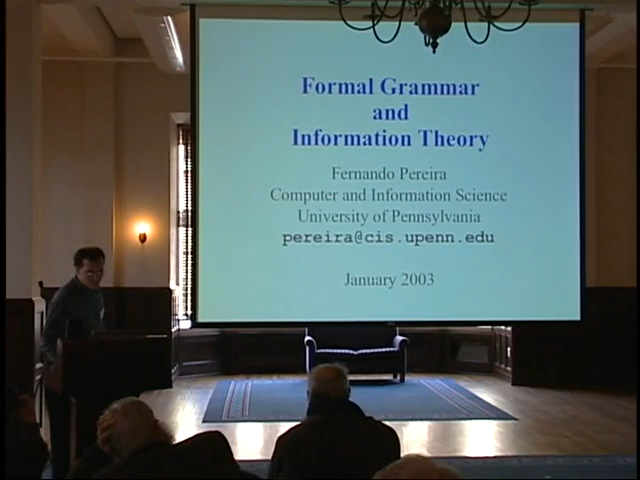 Formal Grammar
and
Information Theory
Fernando Pereira
Computer and Information Science
University of Pennsylvania
pereira@cis.upenn.edu
January 2003